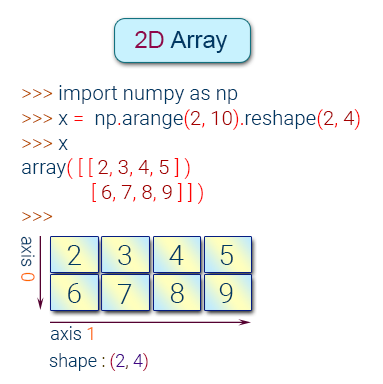 2D Array
>>> import numpy as np
>>> x = np.arange(2, 10).reshape(2, 4)
>>> x
array( [ [ 2, 3, 4, 5 ] )
[ 6, 7, 8, 9 ] ] )
>>>
axis 0
2 3 4 5
6 7 8 9
axis 1
shape : (2, 4)